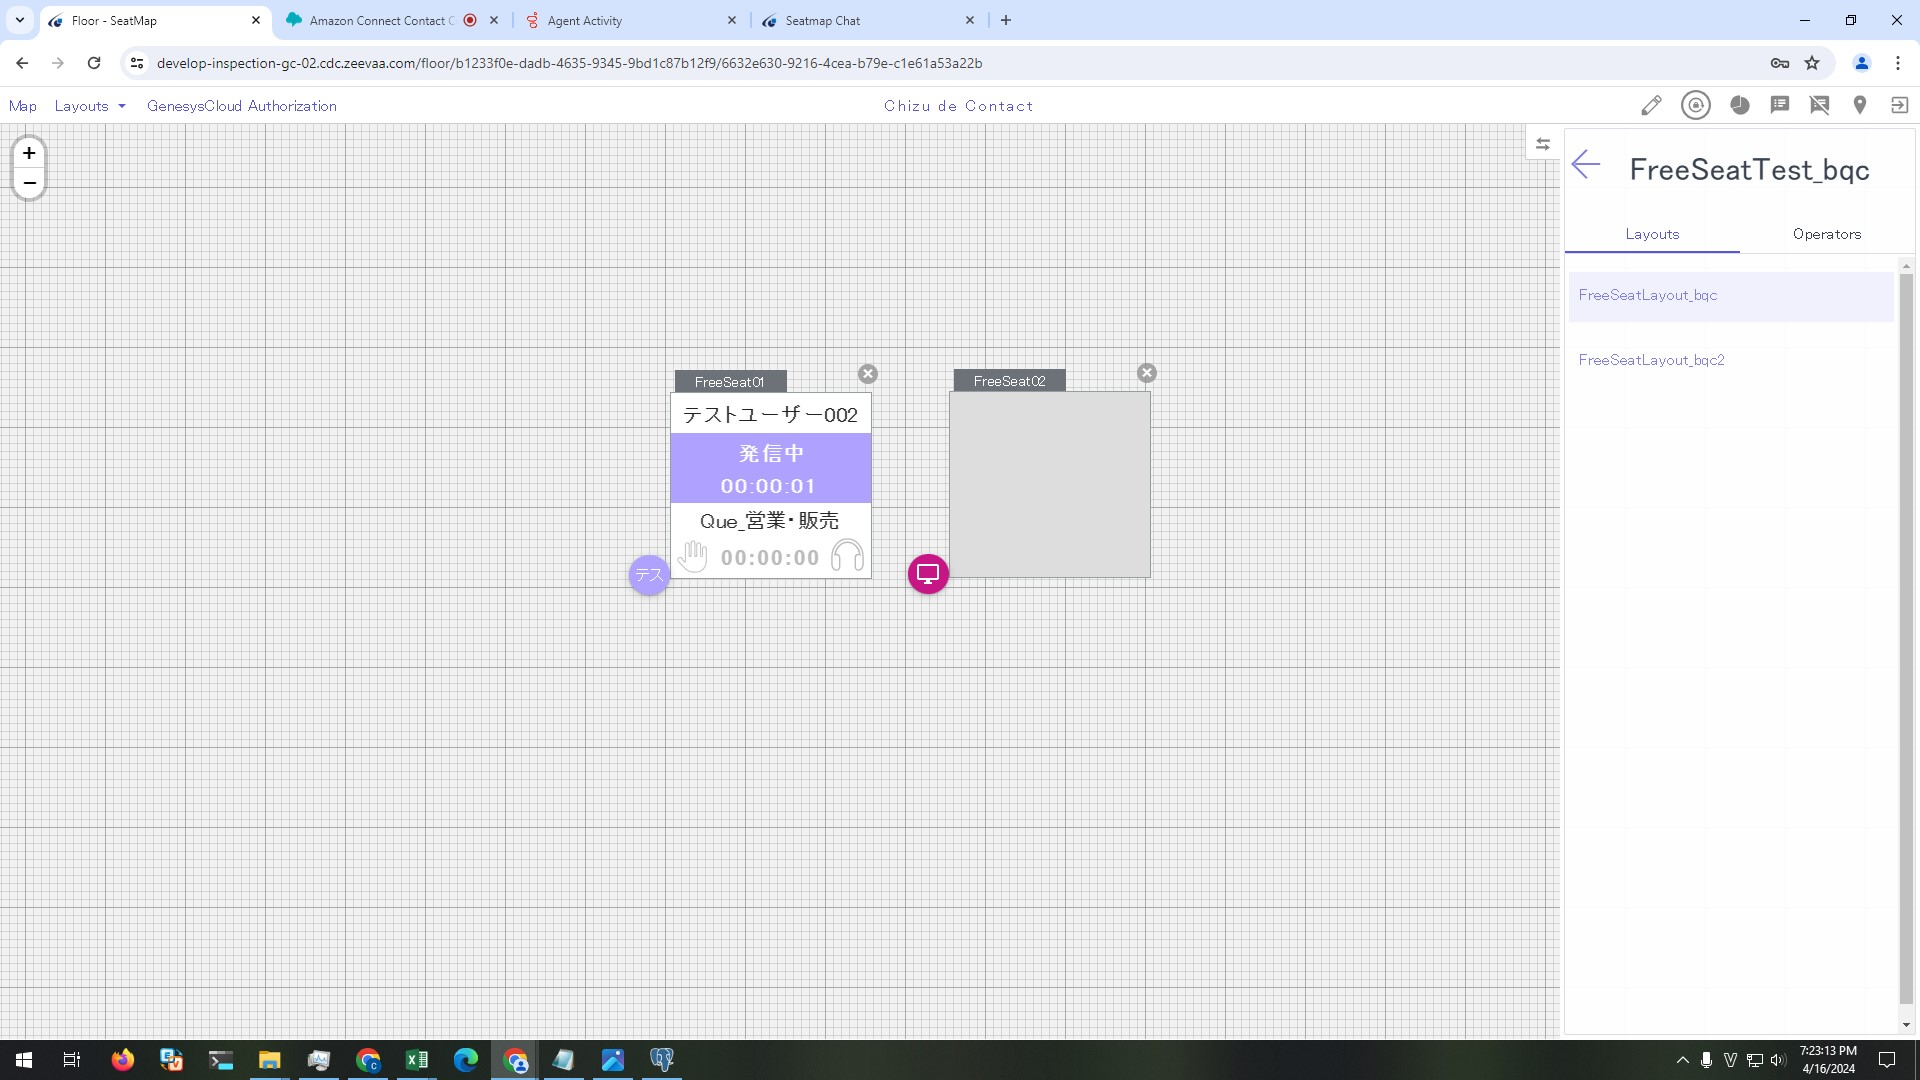 Floor - SeatMap
Amazon Connect Contact C
Agent Activity
Seatmap Chat
develop-inspection-gc-02.cdc.zeevaa.com/floor/b1233f0e-dadb-4635-9345-9bd1c87b12f9/6632e630-9216-4cea-b79e-c1e61a53a22b
Map
Layouts
GenesysCloud Authorization
Chizu de Contact
+
−
FreeSeatTest_bqc
Layouts
Operators
FreeSeatLayout_bqc
FreeSeatLayout_bqc2
FreeSeat01
テストユーザー002
発信中
00:00:01
Que_営業・販売
00:00:00
テス
FreeSeat02
7:23:13 PM
4/16/2024